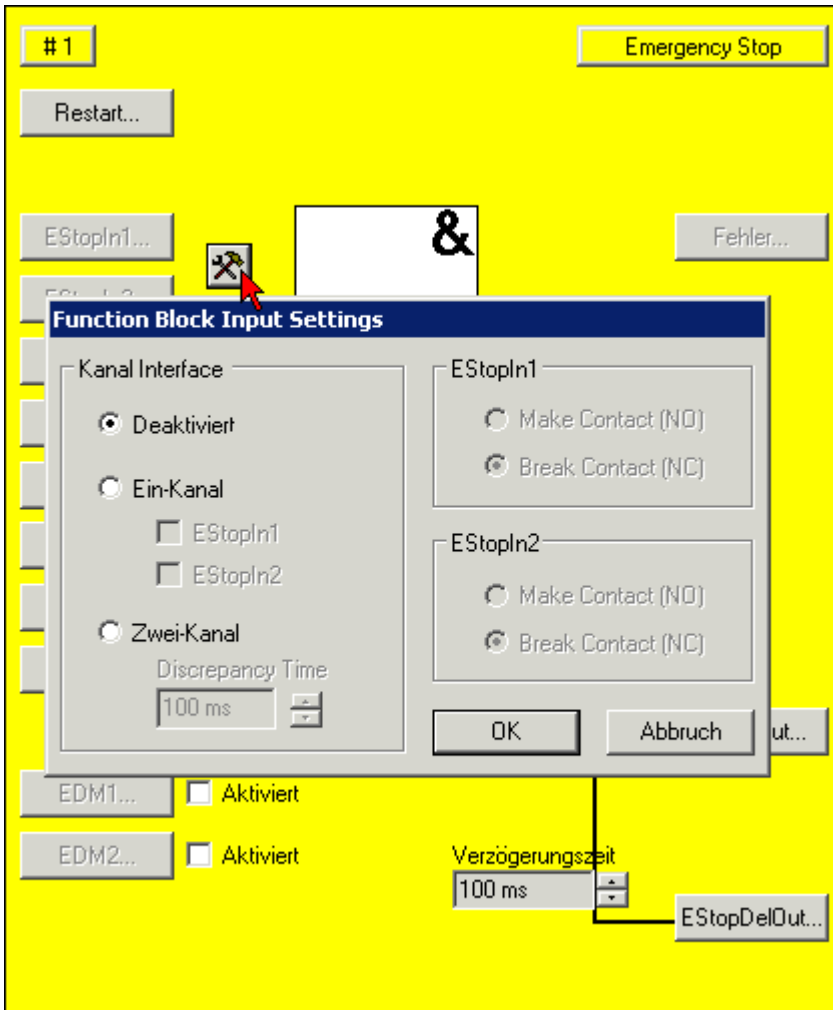 # 1
Emergency Stop
Restart...
EStopIn1...
&
Fehler...
Function Block Input Settings
Kanal Interface
Deaktiviert
Ein-Kanal
EStopIn1
EStopIn2
Zwei-Kanal
Discrepancy Time
100 ms
EStopIn1
Make Contact (NO)
Break Contact (NC)
EStopIn2
Make Contact (NO)
Break Contact (NC)
OK
Abbruch
ut...
EDM1...
Aktiviert
EDM2...
Aktiviert
Verzögerungszeit
100 ms
EStopDelOut...